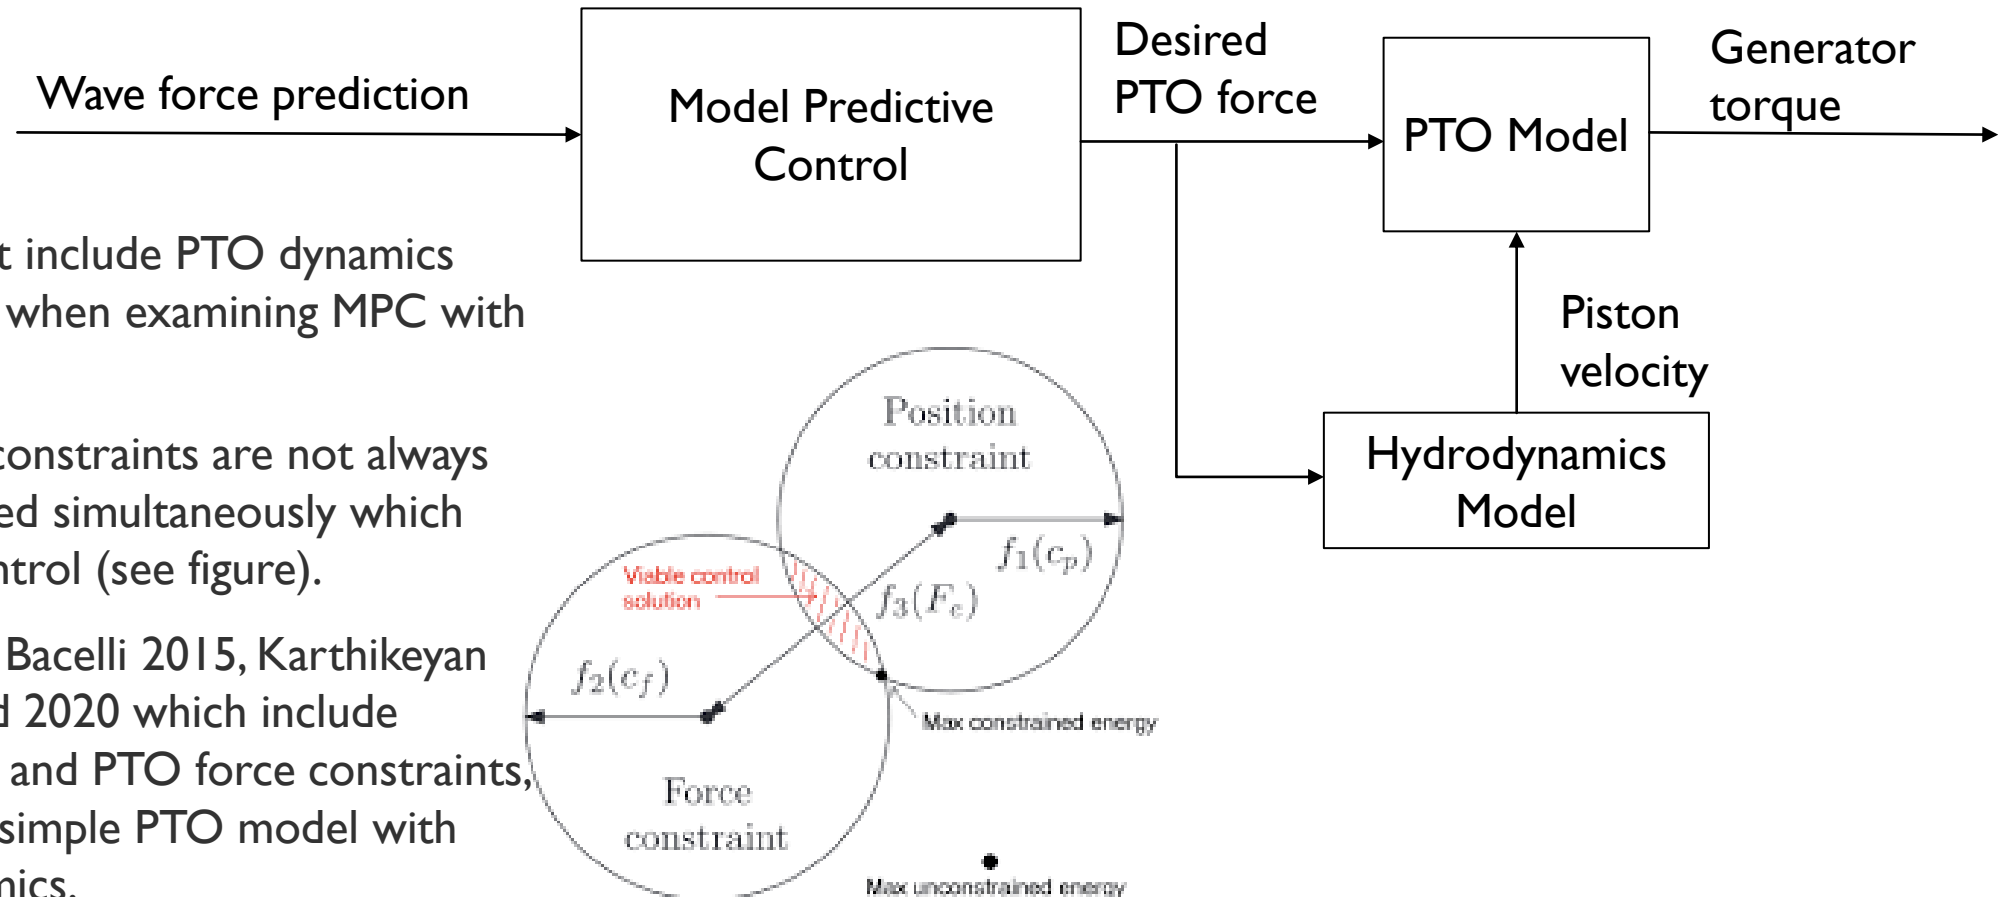 Wave force prediction
Model Predictive
Control
Desired
PTO force
PTO Model
Generator
torque
Piston
velocity
Hydrodynamics
Model
t include PTO dynamics
when examining MPC with
constraints are not always
ed simultaneously which
ntrol (see figure).
Bacelli 2015, Karthikeyan
d 2020 which include
and PTO force constraints,
simple PTO model with
mics.
Position
constraint
f₁(cₚ)
Viable control
solution
f₃(Fₑ)
f₂(c_f)
Max constrained energy
Force
constraint
Max unconstrained energy